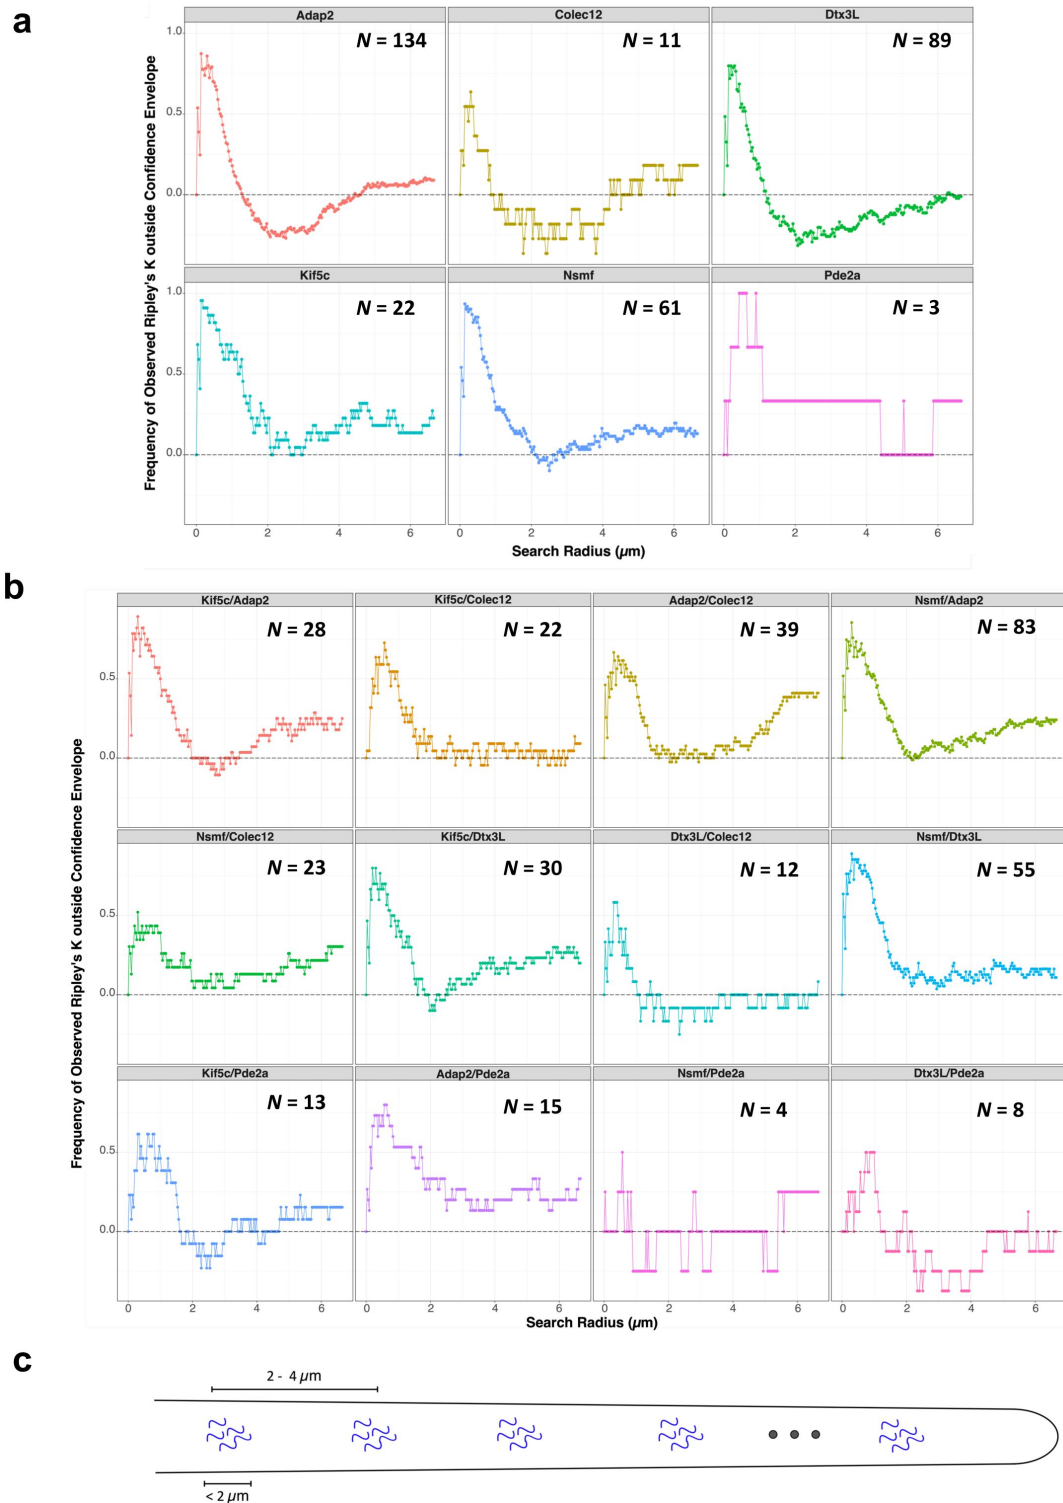 a
Adap2 Colec12 Dtx3L
N = 134 N = 11 N = 89
1.0
0.5
0.0
Kif5c Nsmf Pde2a
N = 22 N = 61 N = 3
1.0
0.5
0.0
0 2 4 6 0 2 4 6 0 2 4 6
Search Radius (µm)
Frequency of Observed Ripley's K outside Confidence Envelope
b
Kif5c/Adap2 Kif5c/Colec12 Adap2/Colec12 Nsmf/Adap2
N = 28 N = 22 N = 39 N = 83
0.5
0.0
Nsmf/Colec12 Kif5c/Dtx3L Dtx3L/Colec12 Nsmf/Dtx3L
N = 23 N = 30 N = 12 N = 55
0.5
0.0
Kif5c/Pde2a Adap2/Pde2a Nsmf/Pde2a Dtx3L/Pde2a
N = 13 N = 15 N = 4 N = 8
0.5
0.0
0 2 4 6 0 2 4 6 0 2 4 6 0 2 4 6
Search Radius (µm)
Frequency of Observed Ripley's K outside Confidence Envelope
c
2 - 4 µm
< 2 µm